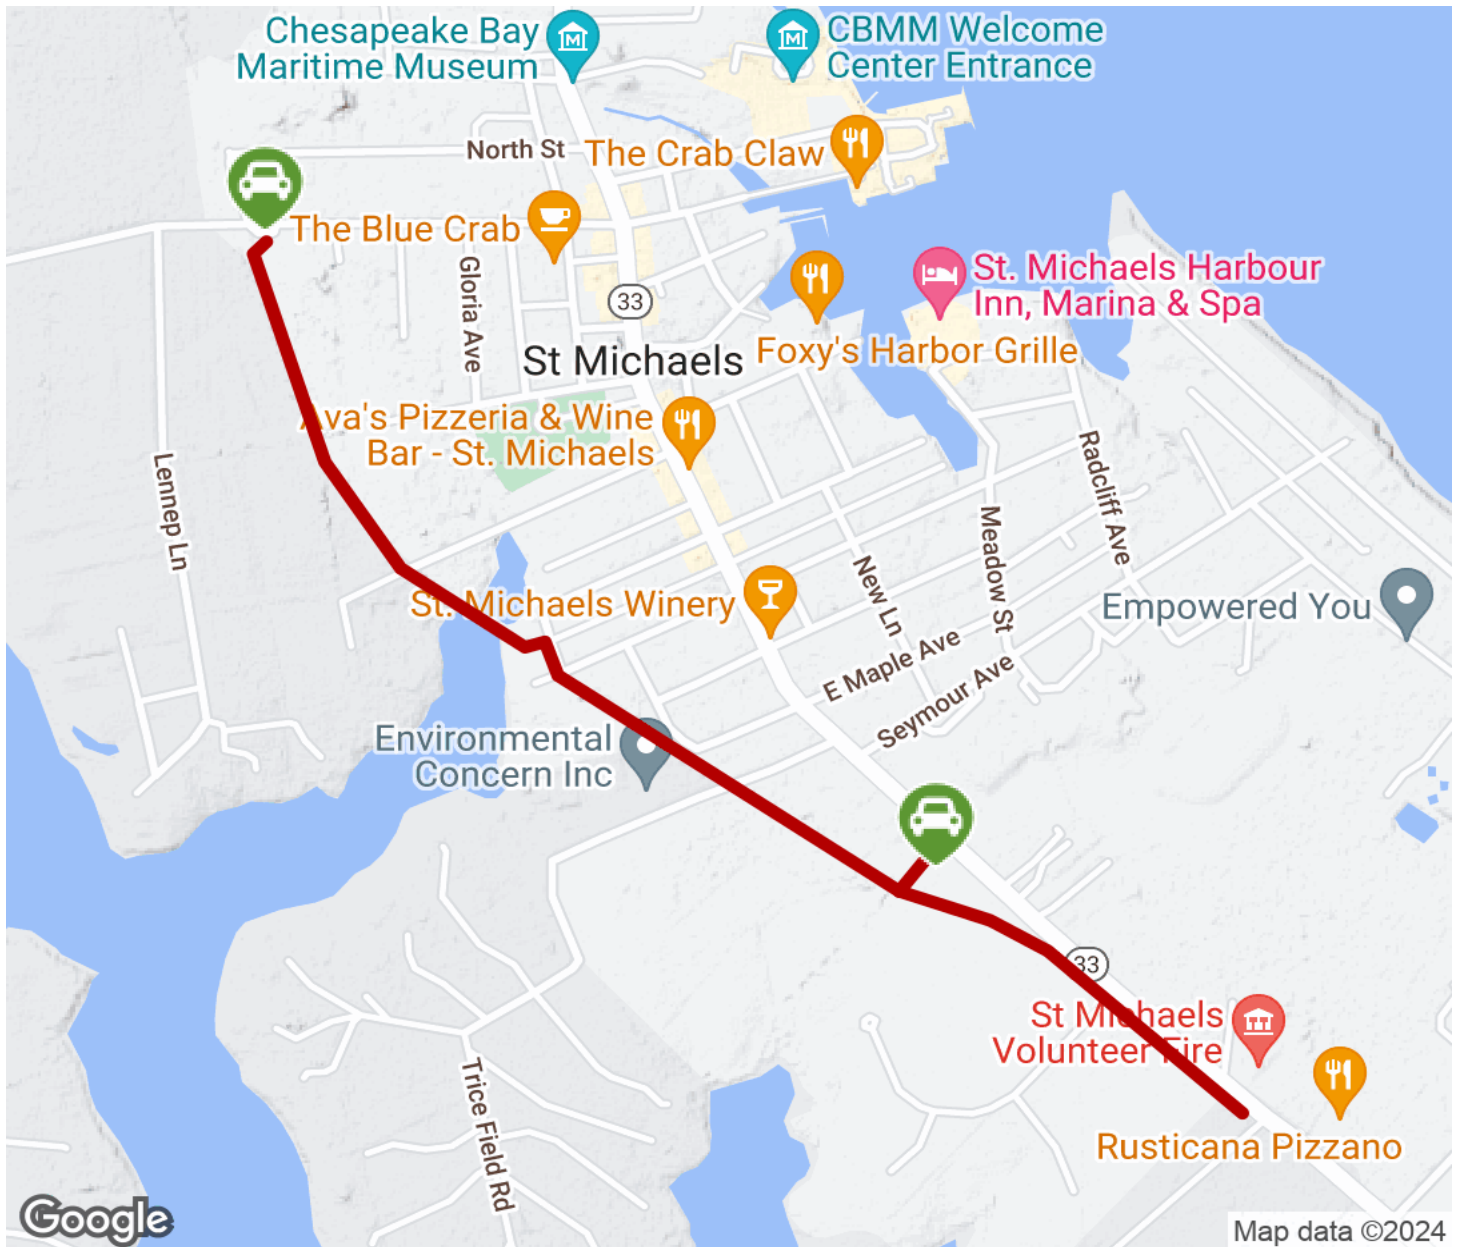 Chesapeake Bay
Maritime Museum
CBMM Welcome
Center Entrance
North St
The Crab Claw
The Blue Crab
Gloria Ave
33
St. Michaels Harbour
Inn, Marina & Spa
St Michaels
Foxy's Harbor Grille
Ava's Pizzeria & Wine
Bar - St. Michaels
Lennep Ln
Radcliff Ave
Meadow St
New Ln
St. Michaels Winery
Empowered You
E Maple Ave
Seymour Ave
Environmental
Concern Inc
33
St Michaels
Volunteer Fire
Trice Field Rd
Rusticana Pizzano
Google
Map data ©2024